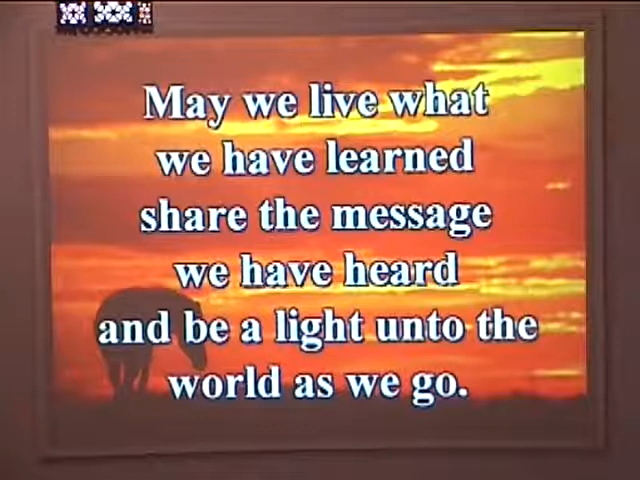 May we live what
we have learned
share the message
we have heard
and be a light unto the
world as we go.